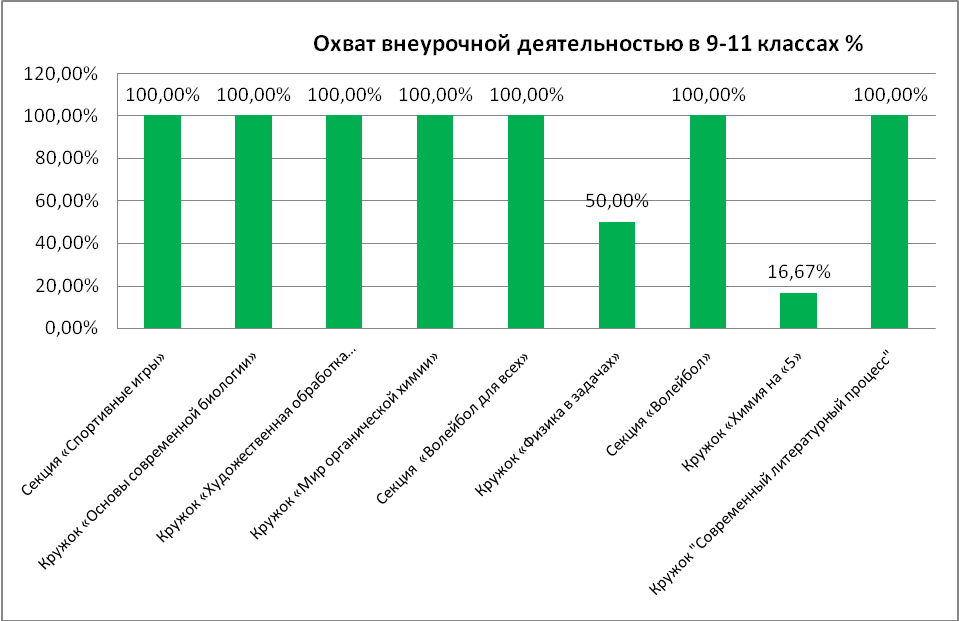 Охват внеурочной деятельностью в 9-11 классах %
120,00%
100,00%
80,00%
60,00%
40,00%
20,00%
0,00%
100,00%
100,00%
100,00%
100,00%
100,00%
50,00%
100,00%
16,67%
100,00%
Секция «Спортивные игры»
Кружок «Основы современной биологии»
Кружок «Художественная обработка...
Кружок «Мир органической химии»
Секция «Волейбол для всех»
Кружок «Физика в задачах»
Секция «Волейбол»
Кружок «Химия на «5»
Кружок "Современный литературный процесс"